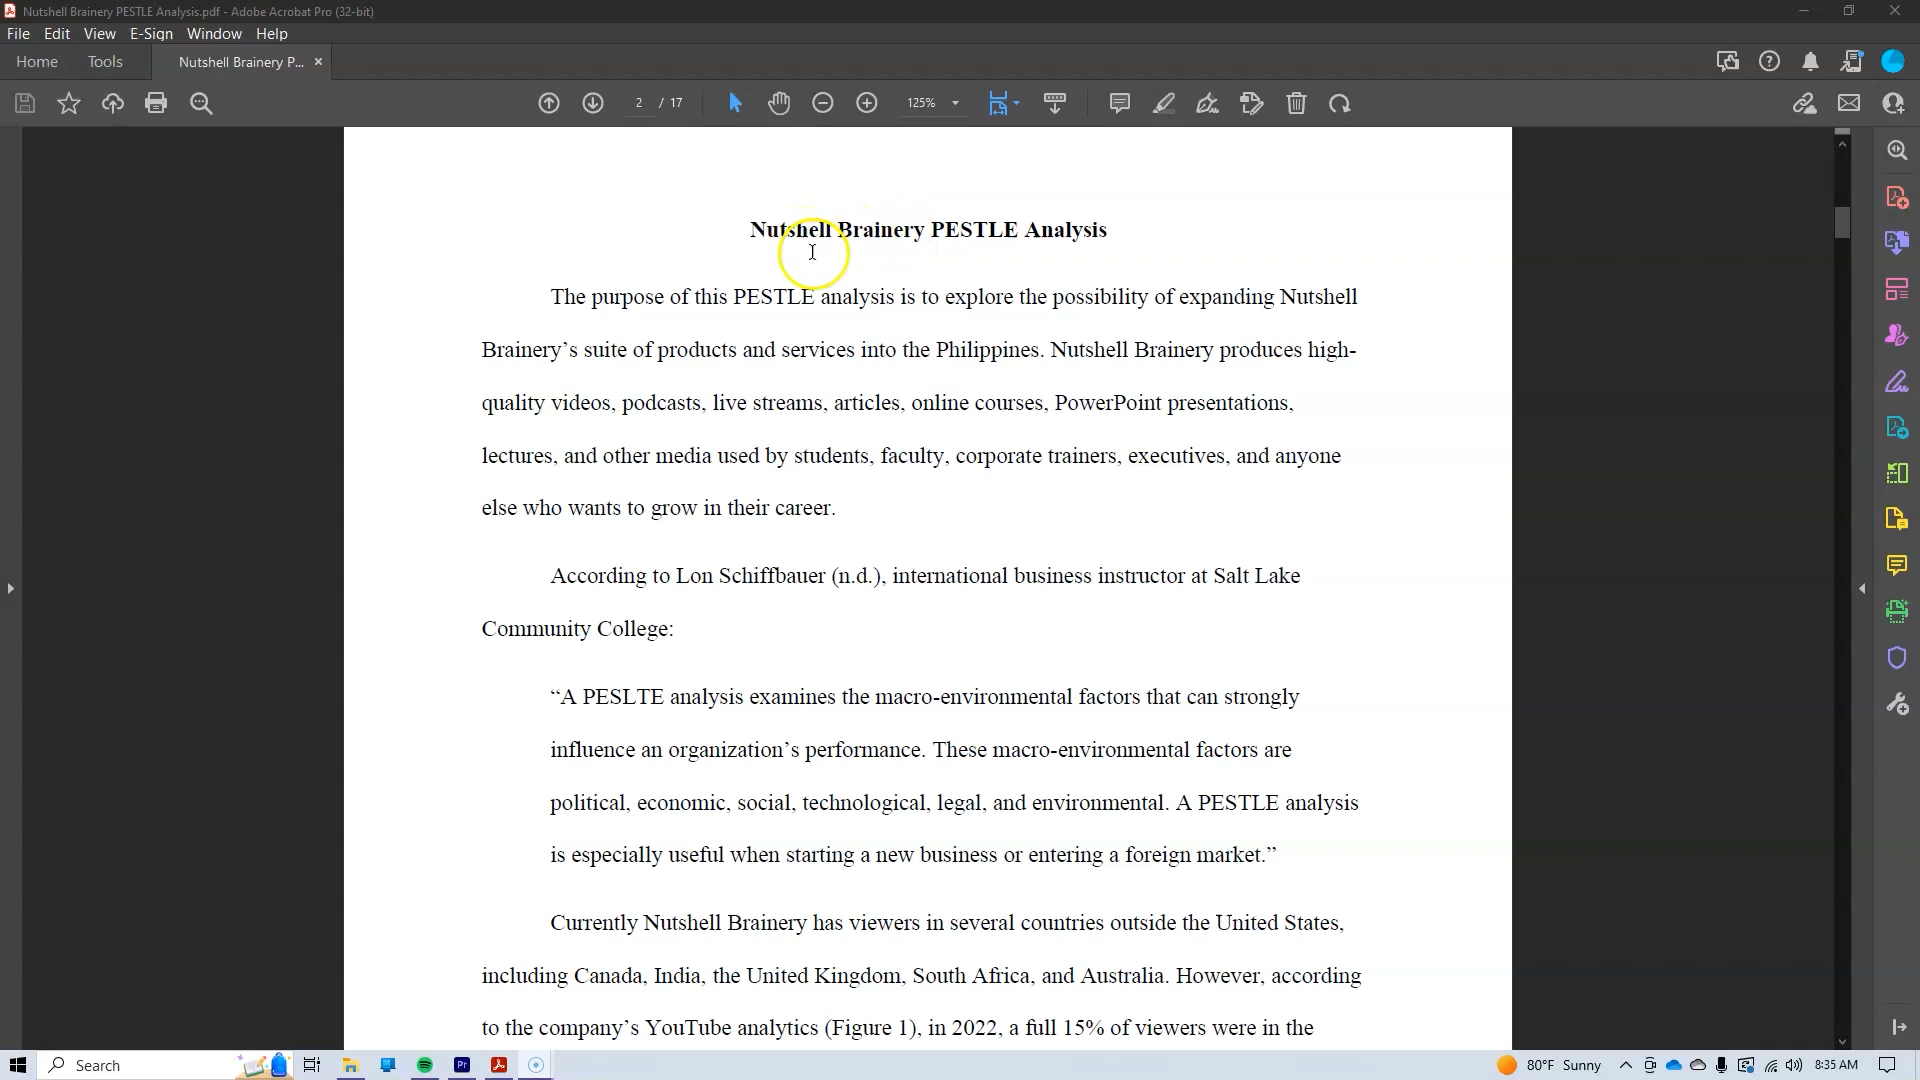 Nutshell Brainery PESTLE Analysis.pdf - Adobe Acrobat Pro (32-bit)
File Edit View E-Sign Window Help
Home Tools Nutshell Brainery P... ×
2 / 17 125%
Nutshell Brainery PESTLE Analysis
The purpose of this PESTLE analysis is to explore the possibility of expanding Nutshell
Brainery’s suite of products and services into the Philippines. Nutshell Brainery produces high-
quality videos, podcasts, live streams, articles, online courses, PowerPoint presentations,
lectures, and other media used by students, faculty, corporate trainers, executives, and anyone
else who wants to grow in their career.
According to Lon Schiffbauer (n.d.), international business instructor at Salt Lake
Community College:
“A PESLTE analysis examines the macro-environmental factors that can strongly
influence an organization’s performance. These macro-environmental factors are
political, economic, social, technological, legal, and environmental. A PESTLE analysis
is especially useful when starting a new business or entering a foreign market.”
Currently Nutshell Brainery has viewers in several countries outside the United States,
including Canada, India, the United Kingdom, South Africa, and Australia. However, according
to the company’s YouTube analytics (Figure 1), in 2022, a full 15% of viewers were in the
Search Pr 80°F Sunny 8:35 AM